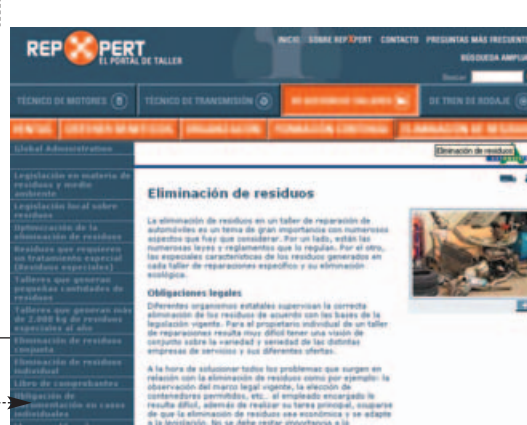 INICIO SOBRE REPXPERT CONTACTO PREGUNTAS MÁS FRECUENT
BÚSQUEDA AMPLIA
REPXPERT
EL PORTAL DE TALLER
Buscar
TÉCNICO DE MOTORES
TÉCNICO DE TRANSMISIÓN
DE TREN DE RODAJE
VENTAS
ORGANIZACIÓN
FORMACIÓN CONTINUA
ELIMINACIÓN DE
Global Administration
Legislación en materia de
residuos y medio
ambiente
Legislación local sobre
residuos
Optimización de la
eliminación de residuos
Residuos que requieren
un tratamiento especial
(Residuos especiales)
Talleres que generan
pequeñas cantidades de
residuos
Talleres que generan más
de 2.000 kg de residuos
especiales al año
Eliminación de residuos
conjunta
Eliminación de residuos
individual
Libro de comprobantes
Obligación de
en casos
individuales
Eliminación de residuos
Eliminación de residuos
La eliminación de residuos en un taller de reparación de
automóviles es un tema de gran importancia con numerosos
aspectos que hay que considerar. Por un lado, están las
numerosas leyes y reglamentos que lo regulan. Por el otro,
las especiales características de los residuos generados en
cada taller de reparaciones específico y su eliminación
ecológica.
Obligaciones legales
Diferentes organismos estatales supervisan la correcta
eliminación de los residuos de acuerdo con las bases de la
legislación vigente. Para el propietario individual de un taller
de reparaciones resulta muy difícil tener una visión de
conjunto sobre la variedad y seriedad de las distintas
empresas de servicios y sus diferentes ofertas.
A la hora de solucionar todos los problemas que surgen en
relación con la eliminación de residuos como por ejemplo: la
observación del marco legal vigente, la elección de
contenedores permitidos, etc., al empleado encargado le
resulta difícil, además de realizar su tarea principal, ocuparse
de que la eliminación de residuos sea económica y se adapte
a la legislación. No se debe restar importancia a la